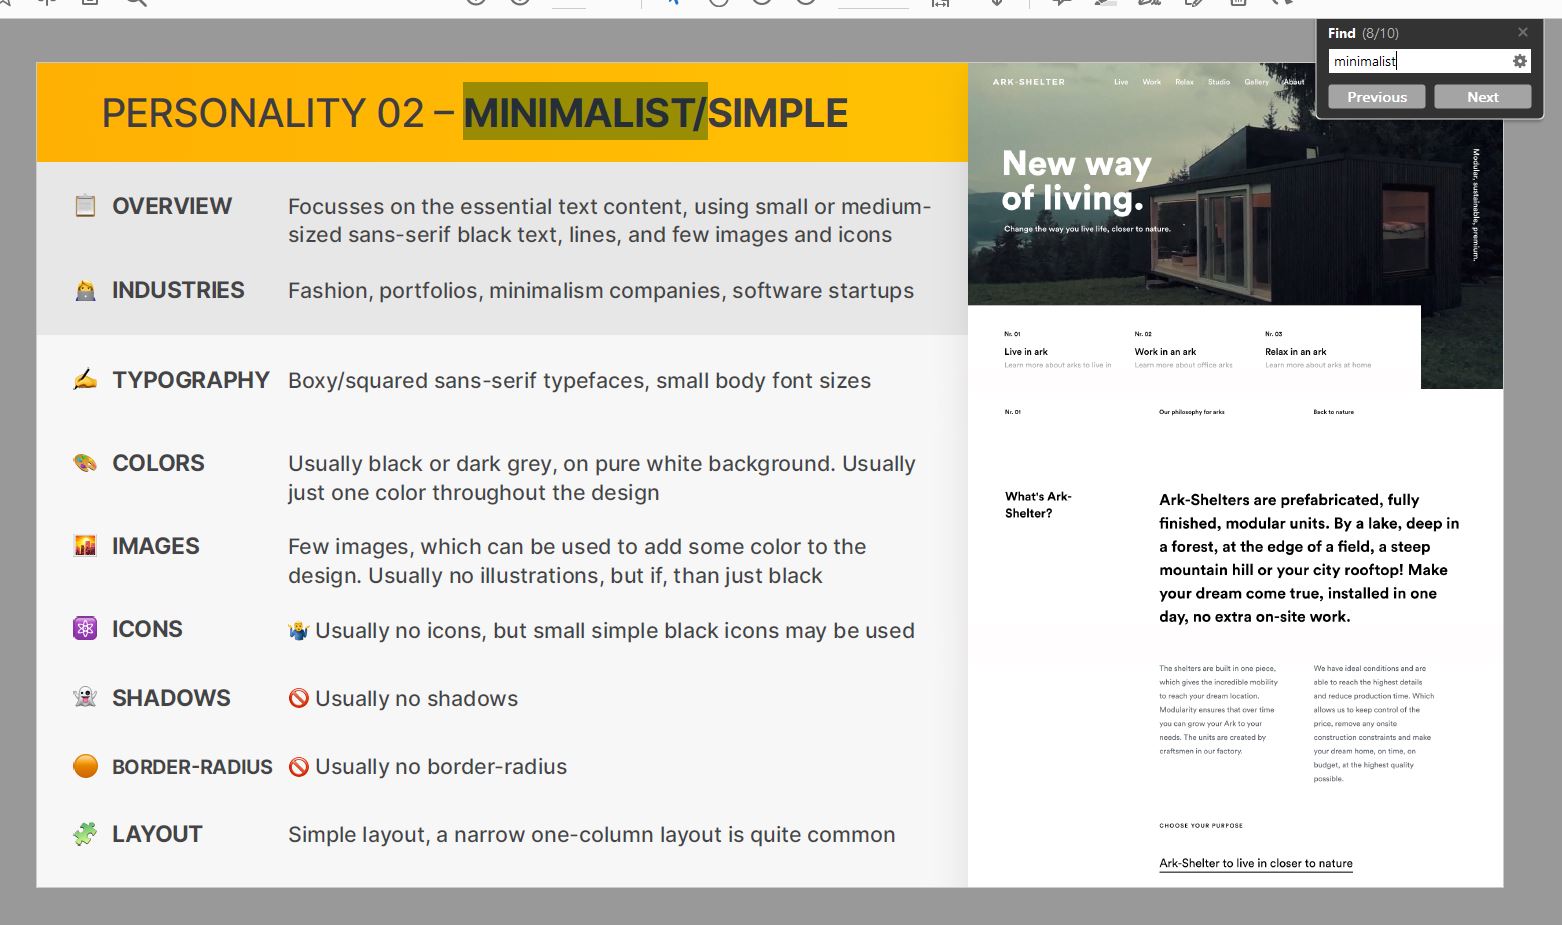 Find (8/10)
minimalist
Previous Next
PERSONALITY 02 – MINIMALIST/SIMPLE
OVERVIEW
Focusses on the essential text content, using small or medium-
sized sans-serif black text, lines, and few images and icons
INDUSTRIES
Fashion, portfolios, minimalism companies, software startups
TYPOGRAPHY
Boxy/squared sans-serif typefaces, small body font sizes
COLORS
Usually black or dark grey, on pure white background. Usually
just one color throughout the design
IMAGES
Few images, which can be used to add some color to the
design. Usually no illustrations, but if, than just black
ICONS
Usually no icons, but small simple black icons may be used
SHADOWS
Usually no shadows
BORDER-RADIUS
Usually no border-radius
LAYOUT
Simple layout, a narrow one-column layout is quite common
ARK-SHELTER
Live Work Relax Studio Gallery About
New way
of living.
Change the way you live life, closer to nature.
Modular, sustainable, premium.
Nr. 01
Live in ark
Learn more about arks to live in
Nr. 02
Work in an ark
Learn more about office arks
Nr. 03
Relax in an ark
Learn more about arks at home
Nr. 01
Our philosophy for arks
Back to nature
What's Ark-
Shelter?
Ark-Shelters are prefabricated, fully
finished, modular units. By a lake, deep in
a forest, at the edge of a field, a steep
mountain hill or your city rooftop! Make
your dream come true, installed in one
day, no extra on-site work.
The shelters are built in one piece,
which gives the incredible mobility
to reach your dream location.
Modularity ensures that over time
you can grow your Ark to your
needs. The units are created by
craftsmen in our factory.
We have ideal conditions and are
able to reach the highest details
and reduce production time. Which
allows us to keep control of the
price, remove any onsite
construction constraints and make
your dream home, on time, on
budget, at the highest quality
possible.
CHOOSE YOUR PURPOSE
Ark-Shelter to live in closer to nature